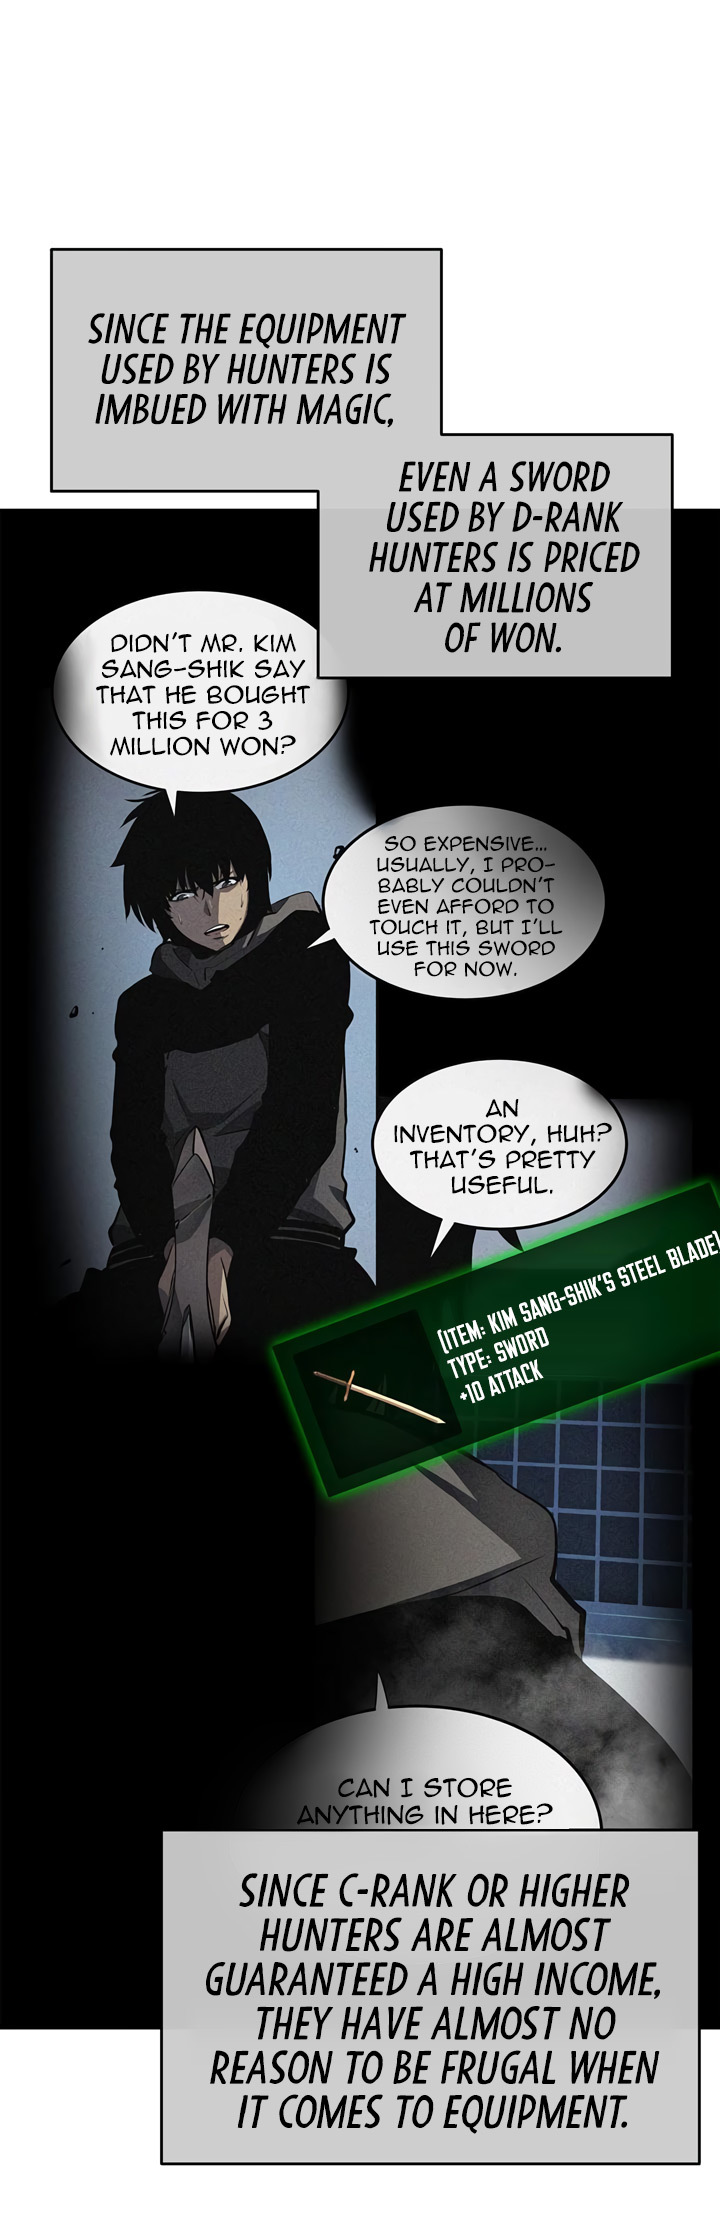 SINCE THE EQUIPMENT
USED BY HUNTERS IS
IMBUED WITH MAGIC,
EVEN A SWORD
USED BY D-RANK
HUNTERS IS PRICED
AT MILLIONS
OF WON.
DIDN'T MR. KIM
SANG-SHIK SAY
THAT HE BOUGHT
THIS FOR 3
MILLION WON?
SO EXPENSIVE...
USUALLY, I PRO-
BABLY COULDN'T
EVEN AFFORD TO
TOUCH IT, BUT I'LL
USE THIS SWORD
FOR NOW.
AN
INVENTORY, HUH?
THAT'S PRETTY
USEFUL.
[ITEM: KIM SANG-SHIK'S STEEL BLADE]
TYPE: SWORD
+10 ATTACK
CAN I STORE
ANYTHING IN HERE?
SINCE C-RANK OR HIGHER
HUNTERS ARE ALMOST
GUARANTEED A HIGH INCOME,
THEY HAVE ALMOST NO
REASON TO BE FRUGAL WHEN
IT COMES TO EQUIPMENT.